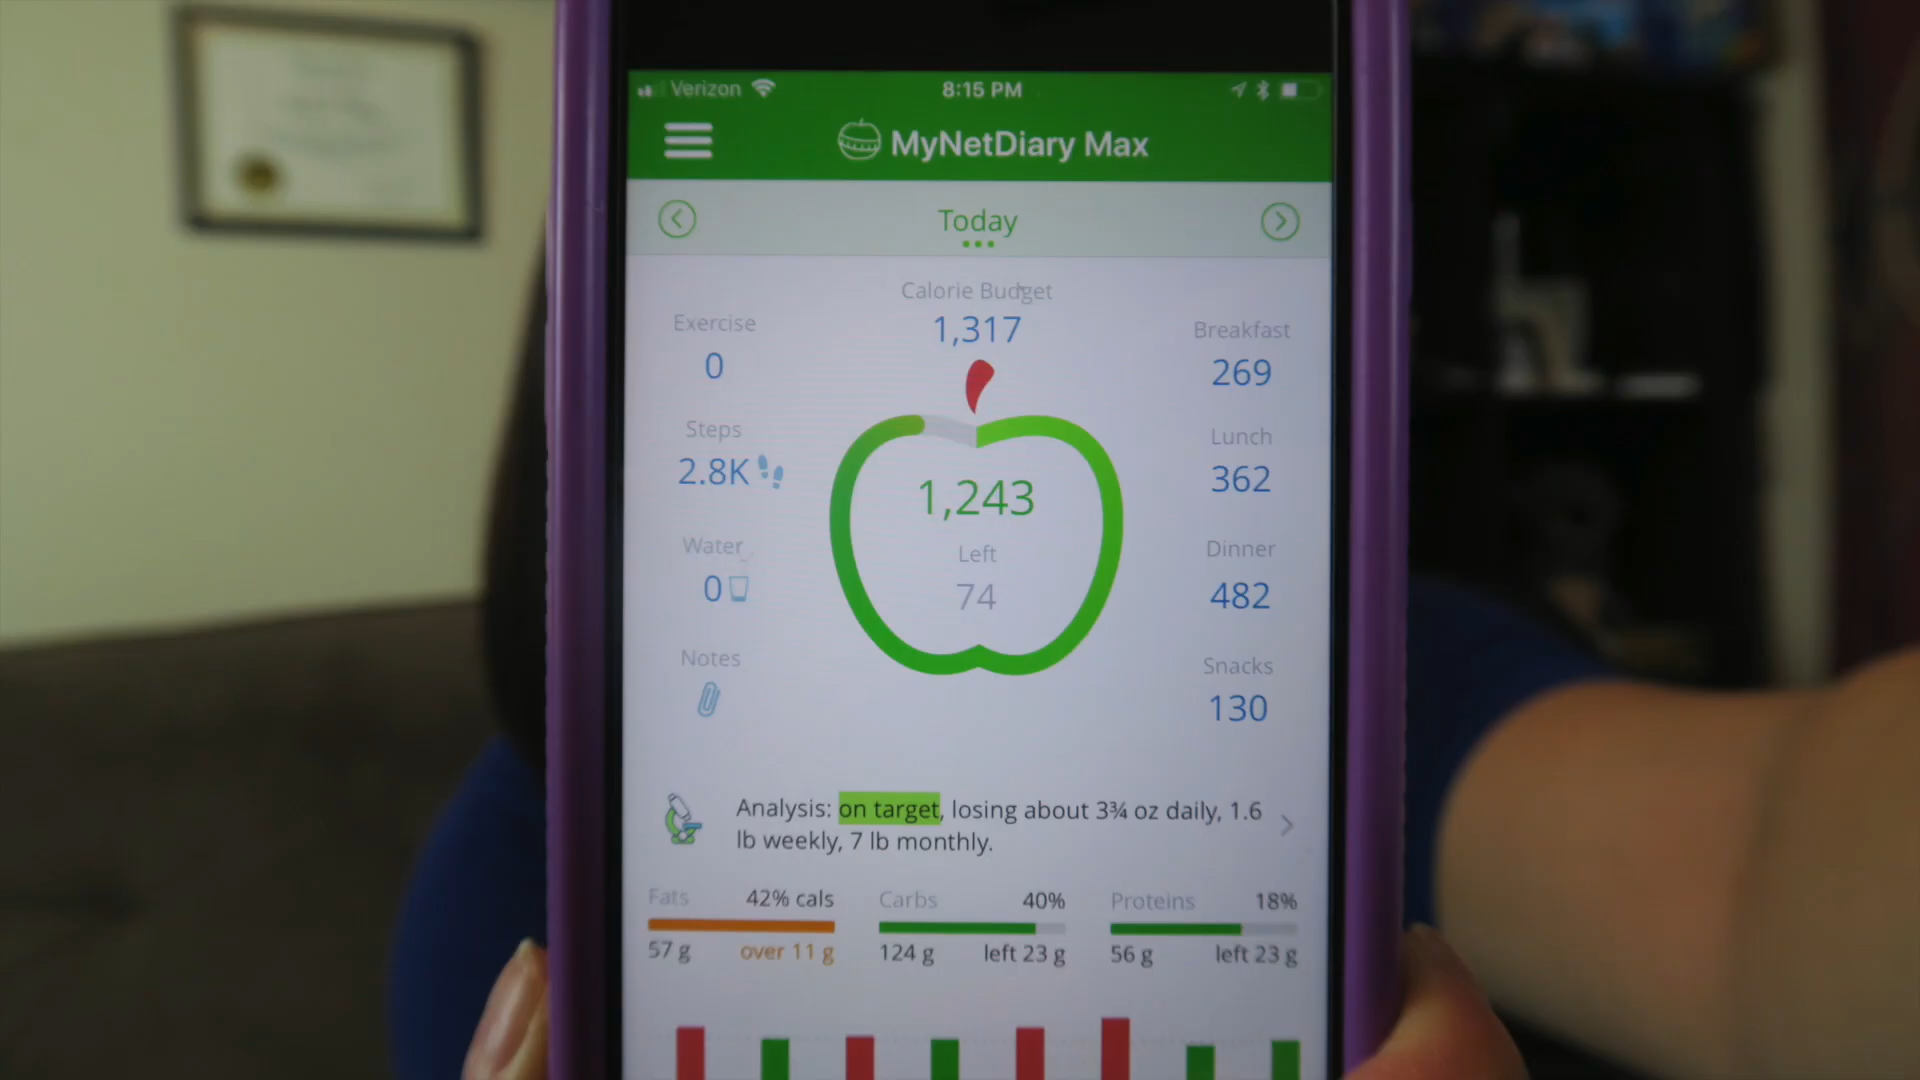 Verizon 8:15 PM
MyNetDiary Max
Today
Calorie Budget
1,317
Exercise
0
Steps
2.8K
Water
0
Notes
1,243
Left
74
Breakfast
269
Lunch
362
Dinner
482
Snacks
130
Analysis: on target, losing about 3¾ oz daily, 1.6
lb weekly, 7 lb monthly.
Fats 42% cals
57 g over 11 g
Carbs 40%
124 g left 23 g
Proteins 18%
56 g left 23 g